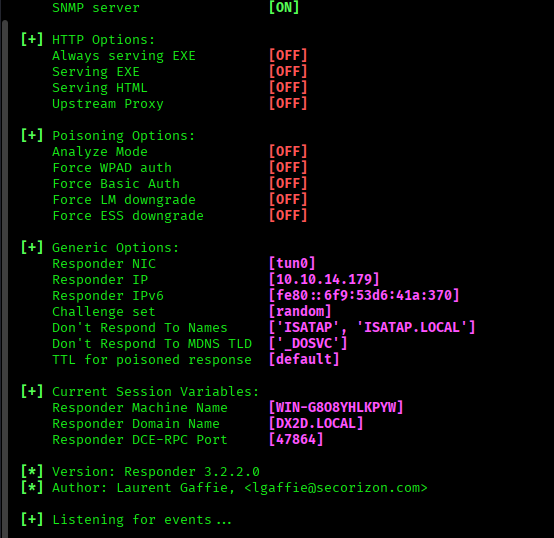 SNMP server [ON]
[+] HTTP Options:
Always serving EXE [OFF]
Serving EXE [OFF]
Serving HTML [OFF]
Upstream Proxy [OFF]
[+] Poisoning Options:
Analyze Mode [OFF]
Force WPAD auth [OFF]
Force Basic Auth [OFF]
Force LM downgrade [OFF]
Force ESS downgrade [OFF]
[+] Generic Options:
Responder NIC [tun0]
Responder IP [10.10.14.179]
Responder IPv6 [fe80::6f9:53d6:41a:370]
Challenge set [random]
Don't Respond To Names ['ISATAP', 'ISATAP.LOCAL']
Don't Respond To MDNS TLD ['_DOSVC']
TTL for poisoned response [default]
[+] Current Session Variables:
Responder Machine Name [WIN-G8O8YHLKPYW]
Responder Domain Name [DX2D.LOCAL]
Responder DCE-RPC Port [47864]
[*] Version: Responder 3.2.2.0
[*] Author: Laurent Gaffie, <lgaffie@secorizon.com>
[+] Listening for events...